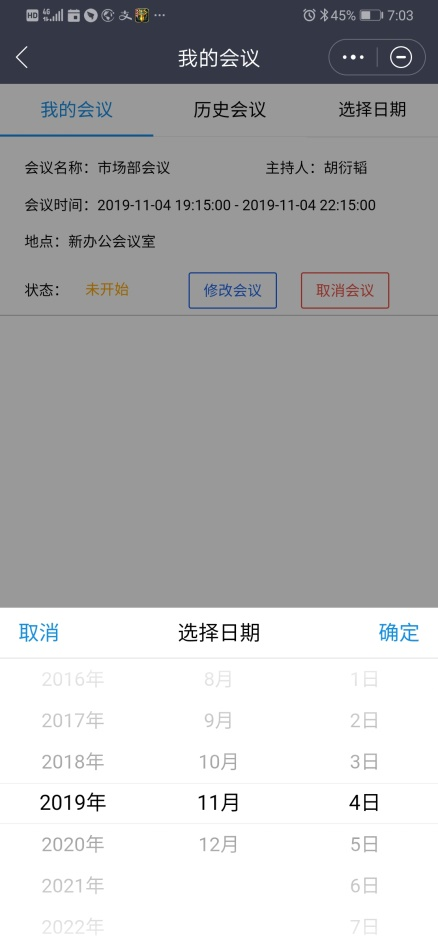 HD 4G 支 45% 7:03
我的会议
我的会议 历史会议 选择日期
会议名称：市场部会议 主持人：胡衍韬
会议时间：2019-11-04 19:15:00 - 2019-11-04 22:15:00
地点：新办公会议室
状态： 未开始 修改会议 取消会议
取消 选择日期 确定
2016年 8月 1日
2017年 9月 2日
2018年 10月 3日
2019年 11月 4日
2020年 12月 5日
2021年 6日
2022年 7日